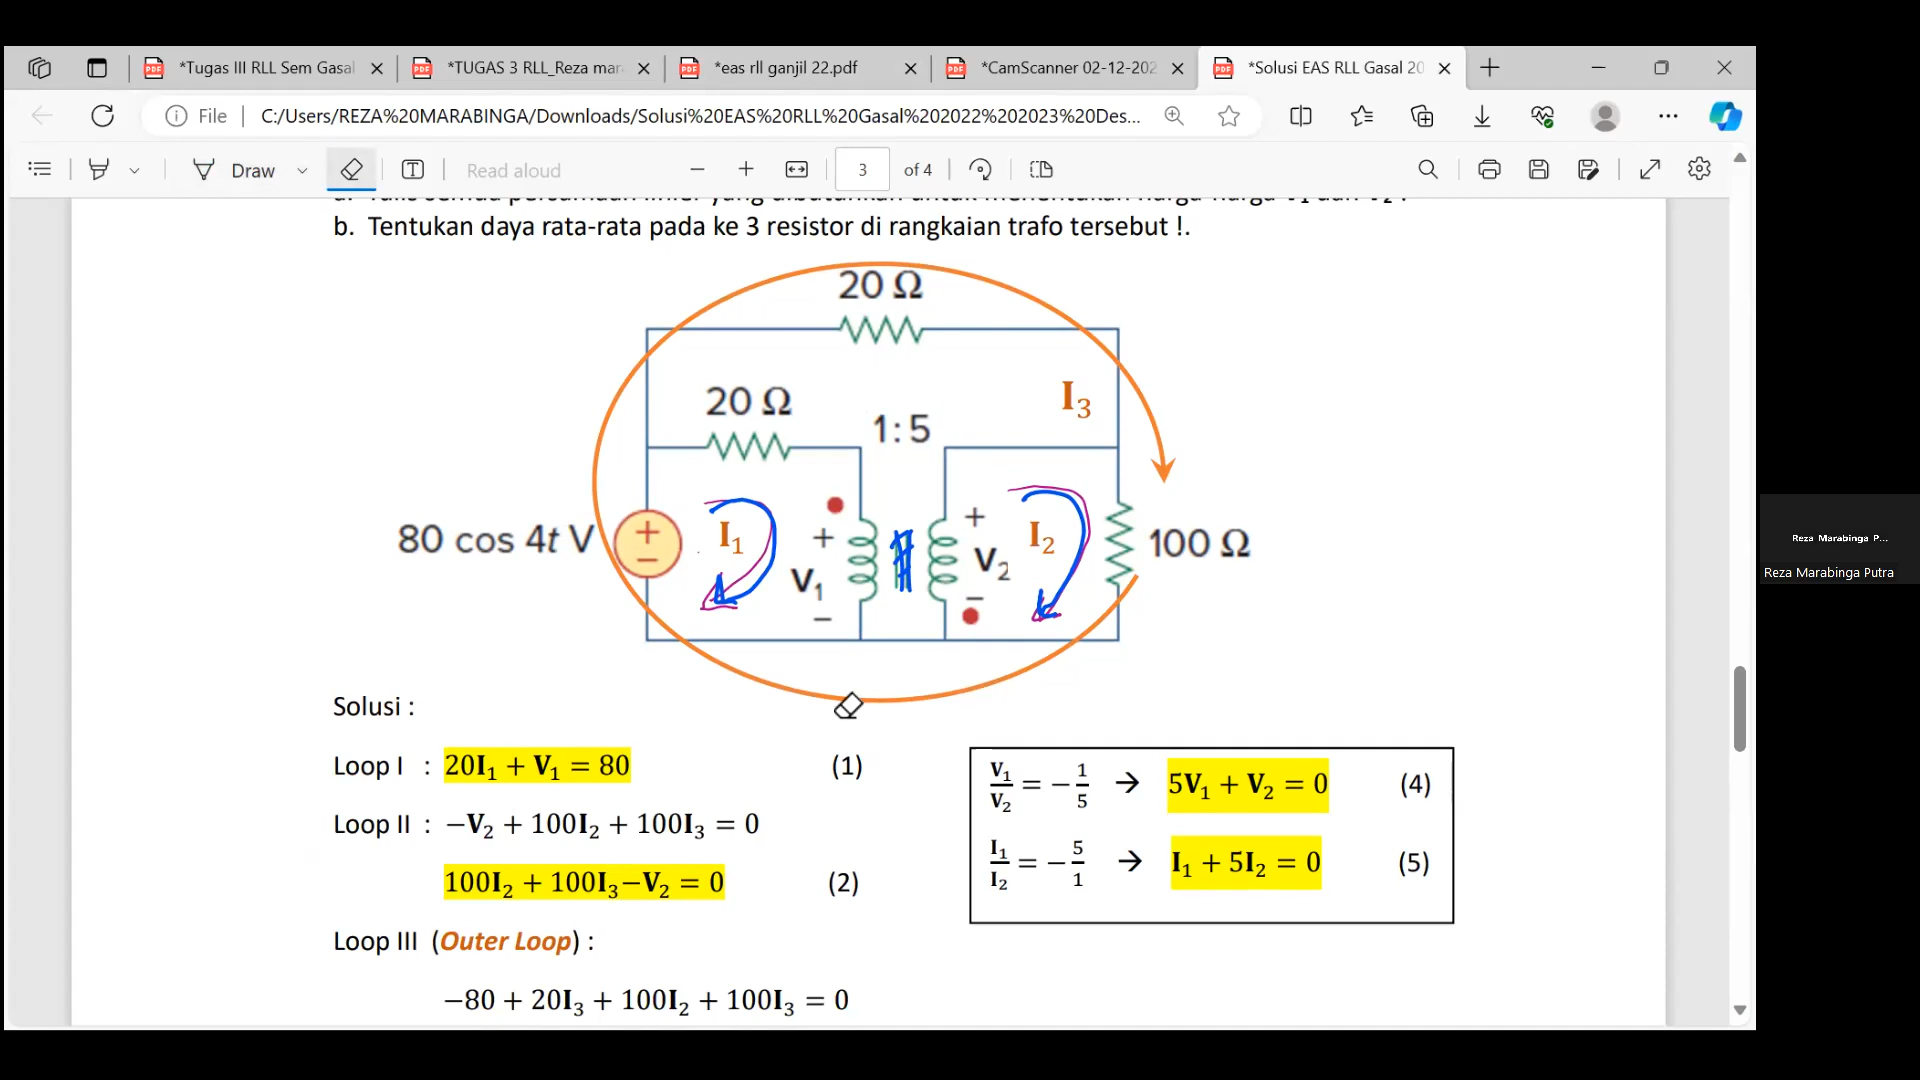 *Tugas III RLL Sem Gasal
*TUGAS 3 RLL_Reza mar
*eas rll ganjil 22.pdf
*CamScanner 02-12-202
*Solusi EAS RLL Gasal 20
File C:/Users/REZA%20MARABINGA/Downloads/Solusi%20EAS%20RLL%20Gasal%202022%202023%20Des...
Draw
Read aloud
3 of 4
b. Tentukan daya rata-rata pada ke 3 resistor di rangkaian trafo tersebut !.
20 Ω
I₃
20 Ω
1:5
80 cos 4t V
+
−
I₁
+
V₁
−
+
V₂
−
I₂
100 Ω
Solusi :
Loop I : 20I₁ + V₁ = 80 (1)
Loop II : −V₂ + 100I₂ + 100I₃ = 0
100I₂ + 100I₃−V₂ = 0 (2)
Loop III (Outer Loop) :
−80 + 20I₃ + 100I₂ + 100I₃ = 0
V₁/V₂ = −1/5 → 5V₁ + V₂ = 0 (4)
I₁/I₂ = −5/1 → I₁ + 5I₂ = 0 (5)
Reza Marabinga P...
Reza Marabinga Putra